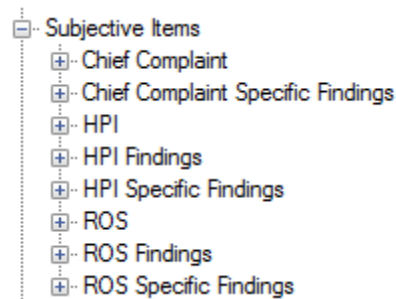 Subjective Items
Chief Complaint
Chief Complaint Specific Findings
HPI
HPI Findings
HPI Specific Findings
ROS
ROS Findings
ROS Specific Findings